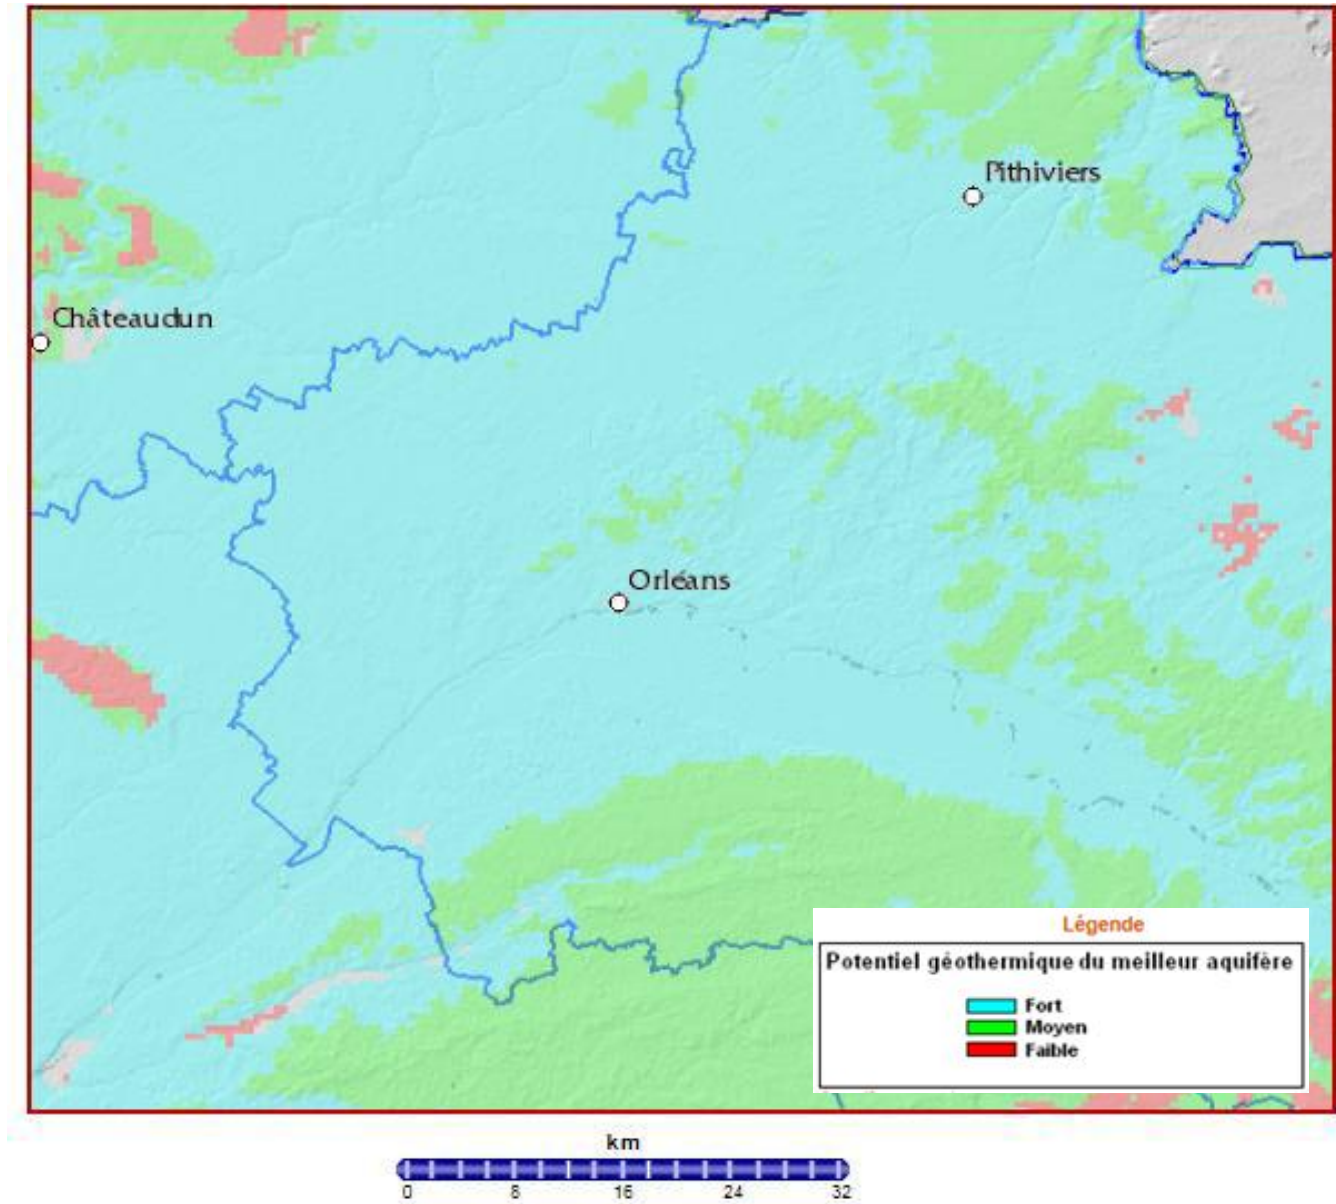 Pithiviers
Châteaudun
Orléans
Légende
Potentiel géothermique du meilleur aquifère
Fort
Moyen
Faible
km
0 8 16 24 32